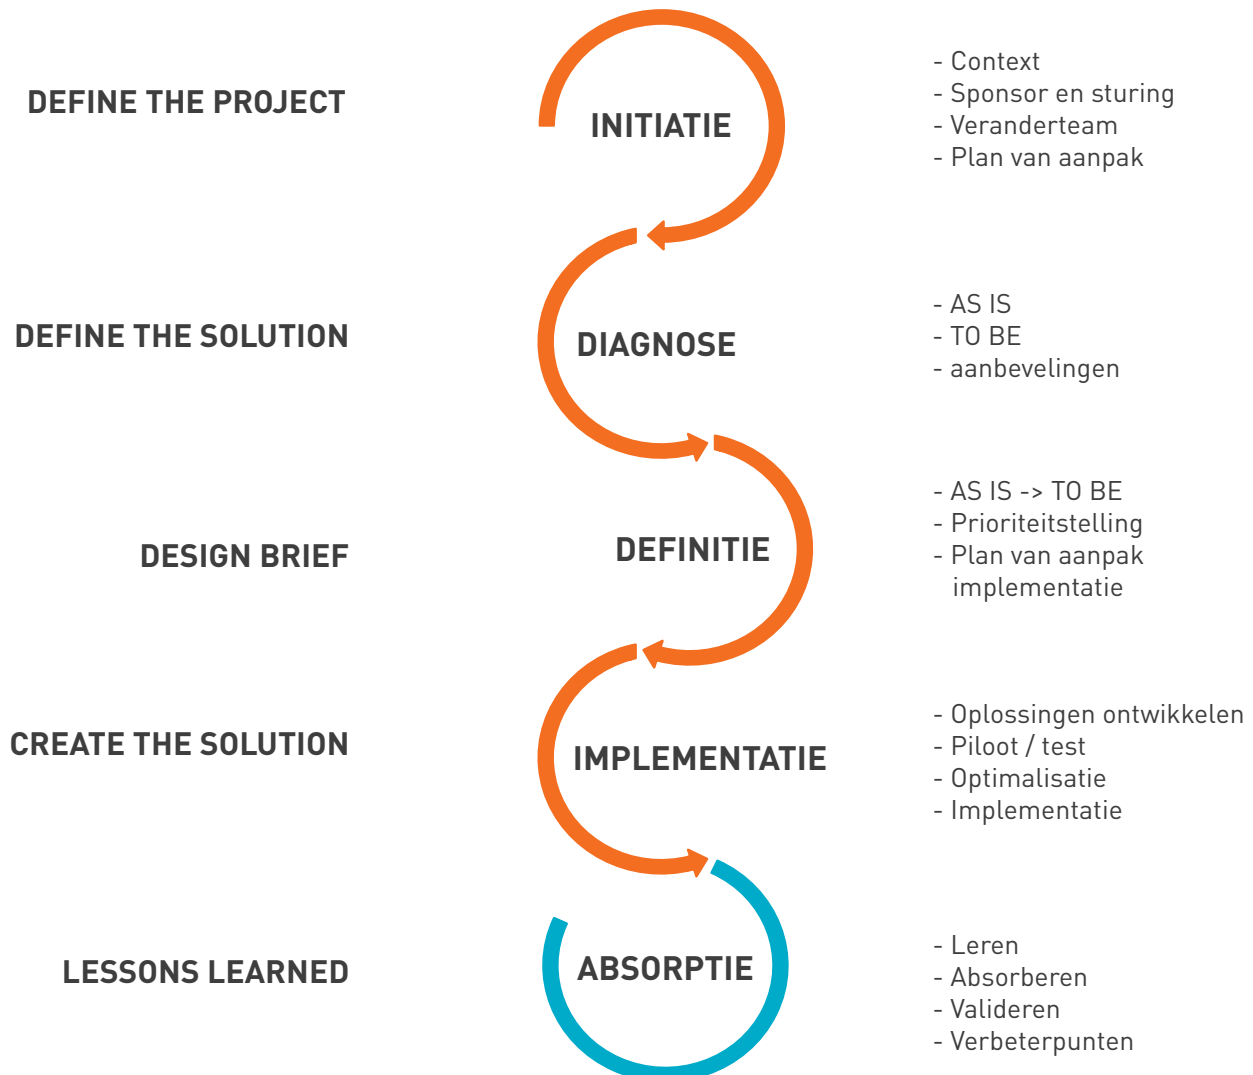 DEFINE THE PROJECT
INITIATIE
- Context
- Sponsor en sturing
- Veranderteam
- Plan van aanpak
DEFINE THE SOLUTION
DIAGNOSE
- AS IS
- TO BE
- aanbevelingen
DESIGN BRIEF
DEFINITIE
- AS IS -> TO BE
- Prioriteitstelling
- Plan van aanpak
implementatie
CREATE THE SOLUTION
IMPLEMENTATIE
- Oplossingen ontwikkelen
- Piloot / test
- Optimalisatie
- Implementatie
LESSONS LEARNED
ABSORPTIE
- Leren
- Absorberen
- Valideren
- Verbeterpunten